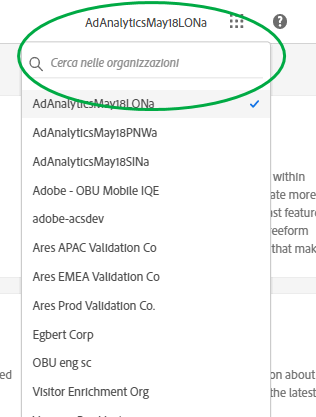 AdAnalyticsMay18LONa
Cerca nelle organizzazioni
AdAnalyticsMay18LONa
AdAnalyticsMay18PNWa
AdAnalyticsMay18SINa
within
Adobe - OBU Mobile IQE
ate more
adobe-acsdev
ast feature
eeform
Ares APAC Validation Co
that mak
Ares EMEA Validation Co
Ares Prod Validation Co.
Egbert Corp
OBU eng sc
ed
on about
Visitor Enrichment Org
the latest